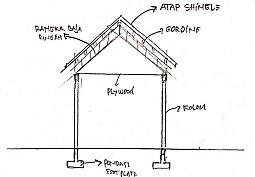 ATAP SHINGLE
RANGKA BAJA
RINGAN
GORDING
PLYWOOD
KOLOM
PONDASI
FOOT PLATE